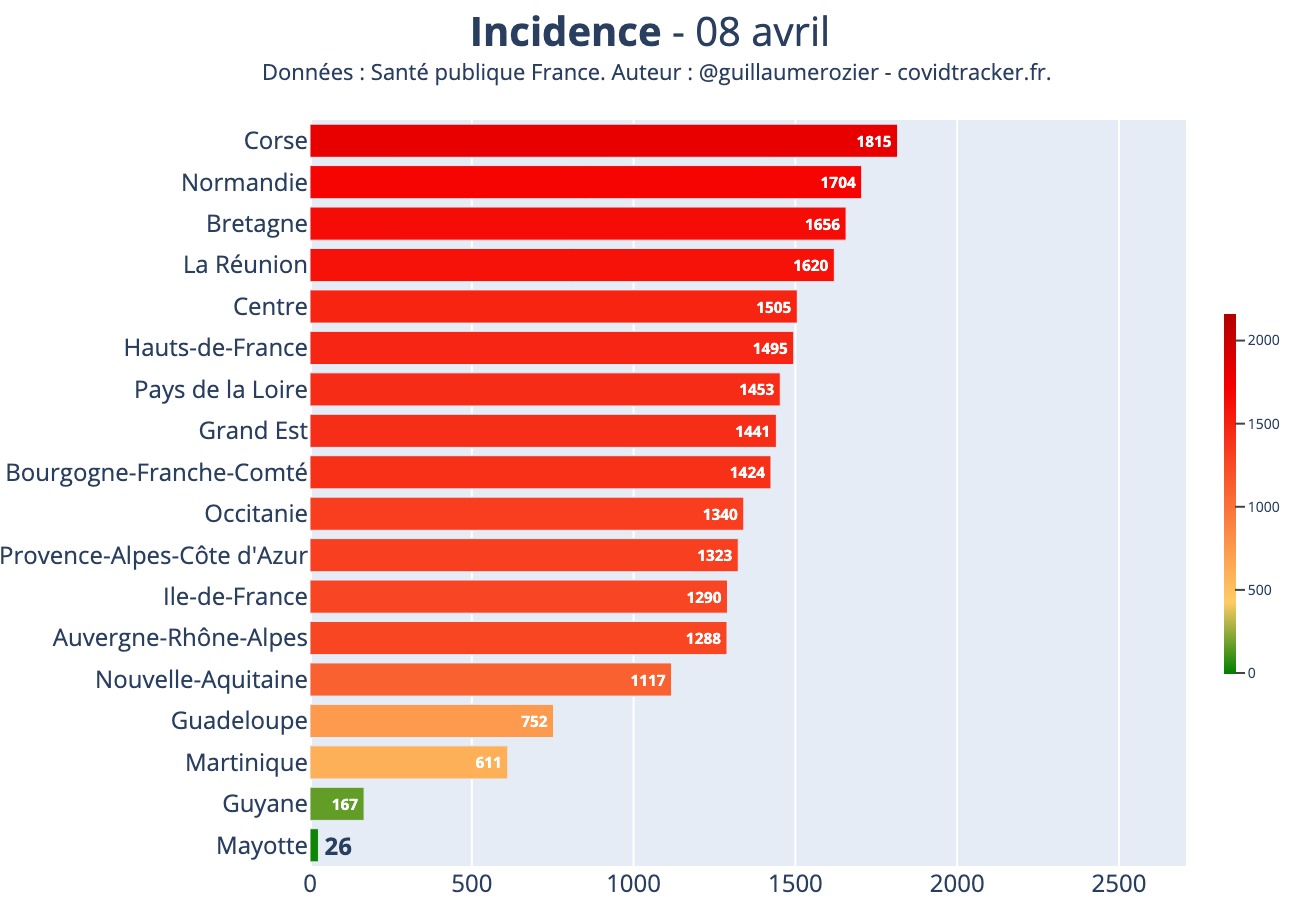 Incidence - 08 avril
Données : Santé publique France. Auteur : @guillaumerozier - covidtracker.fr.
Corse 1815
Normandie 1704
Bretagne 1656
La Réunion 1620
Centre 1505
Hauts-de-France 1495
Pays de la Loire 1453
Grand Est 1441
Bourgogne-Franche-Comté 1424
Occitanie 1340
Provence-Alpes-Côte d'Azur 1323
Ile-de-France 1290
Auvergne-Rhône-Alpes 1288
Nouvelle-Aquitaine 1117
Guadeloupe 752
Martinique 611
Guyane 167
Mayotte 26
0 500 1000 1500 2000 2500
2000
1500
1000
500
0